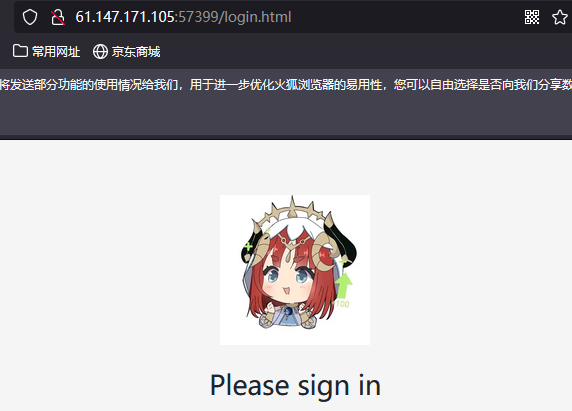 61.147.171.105:57399/login.html
常用网址 京东商城
将发送部分功能的使用情况给我们，用于进一步优化火狐浏览器的易用性，您可以自由选择是否向我们分享数
100
Please sign in